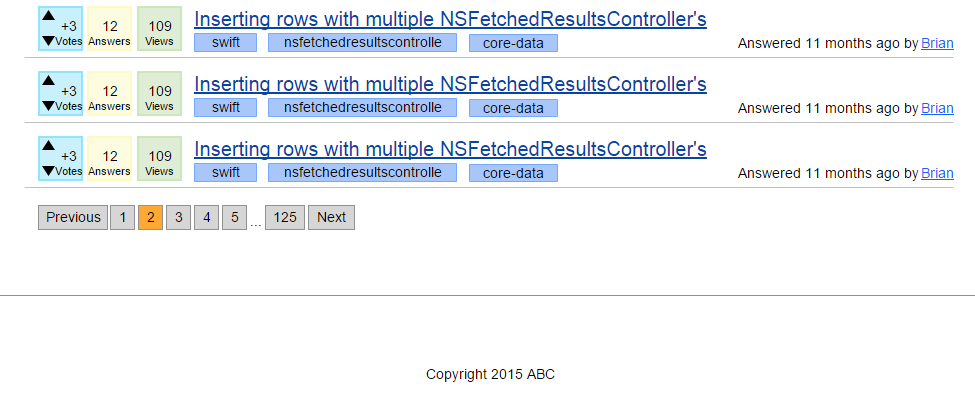 +3 12 109 Inserting rows with multiple NSFetchedResultsController's
Votes Answers Views swift nsfetchedresultscontrolle core-data Answered 11 months ago by Brian
+3 12 109 Inserting rows with multiple NSFetchedResultsController's
Votes Answers Views swift nsfetchedresultscontrolle core-data Answered 11 months ago by Brian
+3 12 109 Inserting rows with multiple NSFetchedResultsController's
Votes Answers Views swift nsfetchedresultscontrolle core-data Answered 11 months ago by Brian
Previous 1 2 3 4 5 ... 125 Next
Copyright 2015 ABC